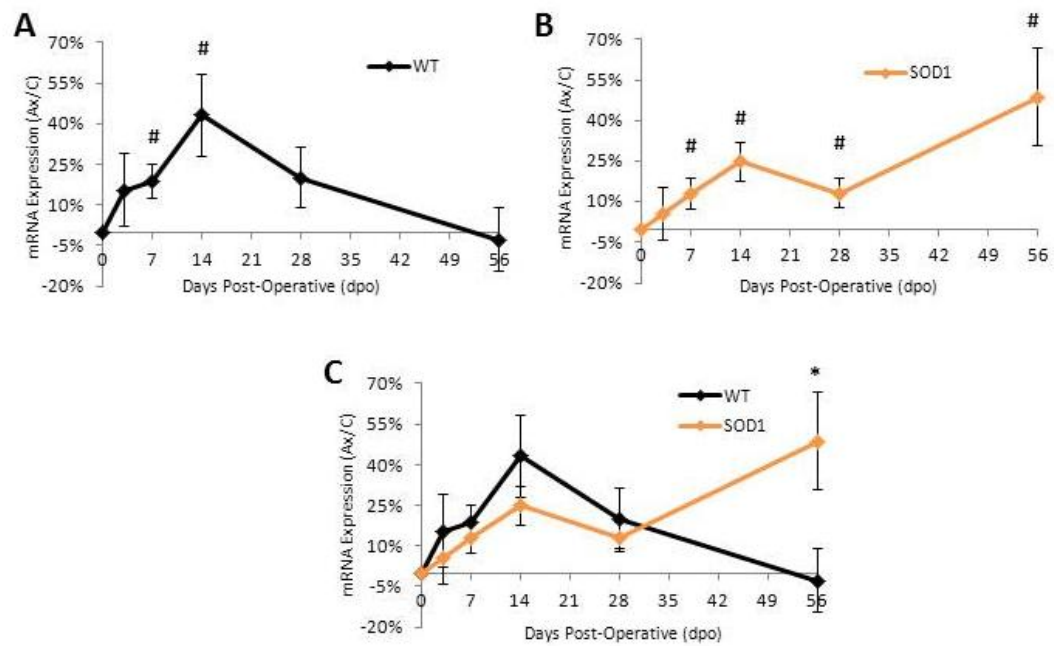 A
mRNA Expression (Ax/C)
70%
55%
40%
25%
10%
-5%
-20%
#
#
WT
0 7 14 21 28 35 42 49 56
Days Post-Operative (dpo)
B
mRNA Expression (Ax/C)
70%
55%
40%
25%
10%
-5%
-20%
#
#
#
#
SOD1
0 7 14 21 28 35 42 49 56
Days Post-Operative (dpo)
C
mRNA Expression (Ax/C)
70%
55%
40%
25%
10%
-5%
-20%
*
WT
SOD1
0 7 14 21 28 35 42 49 56
Days Post-Operative (dpo)